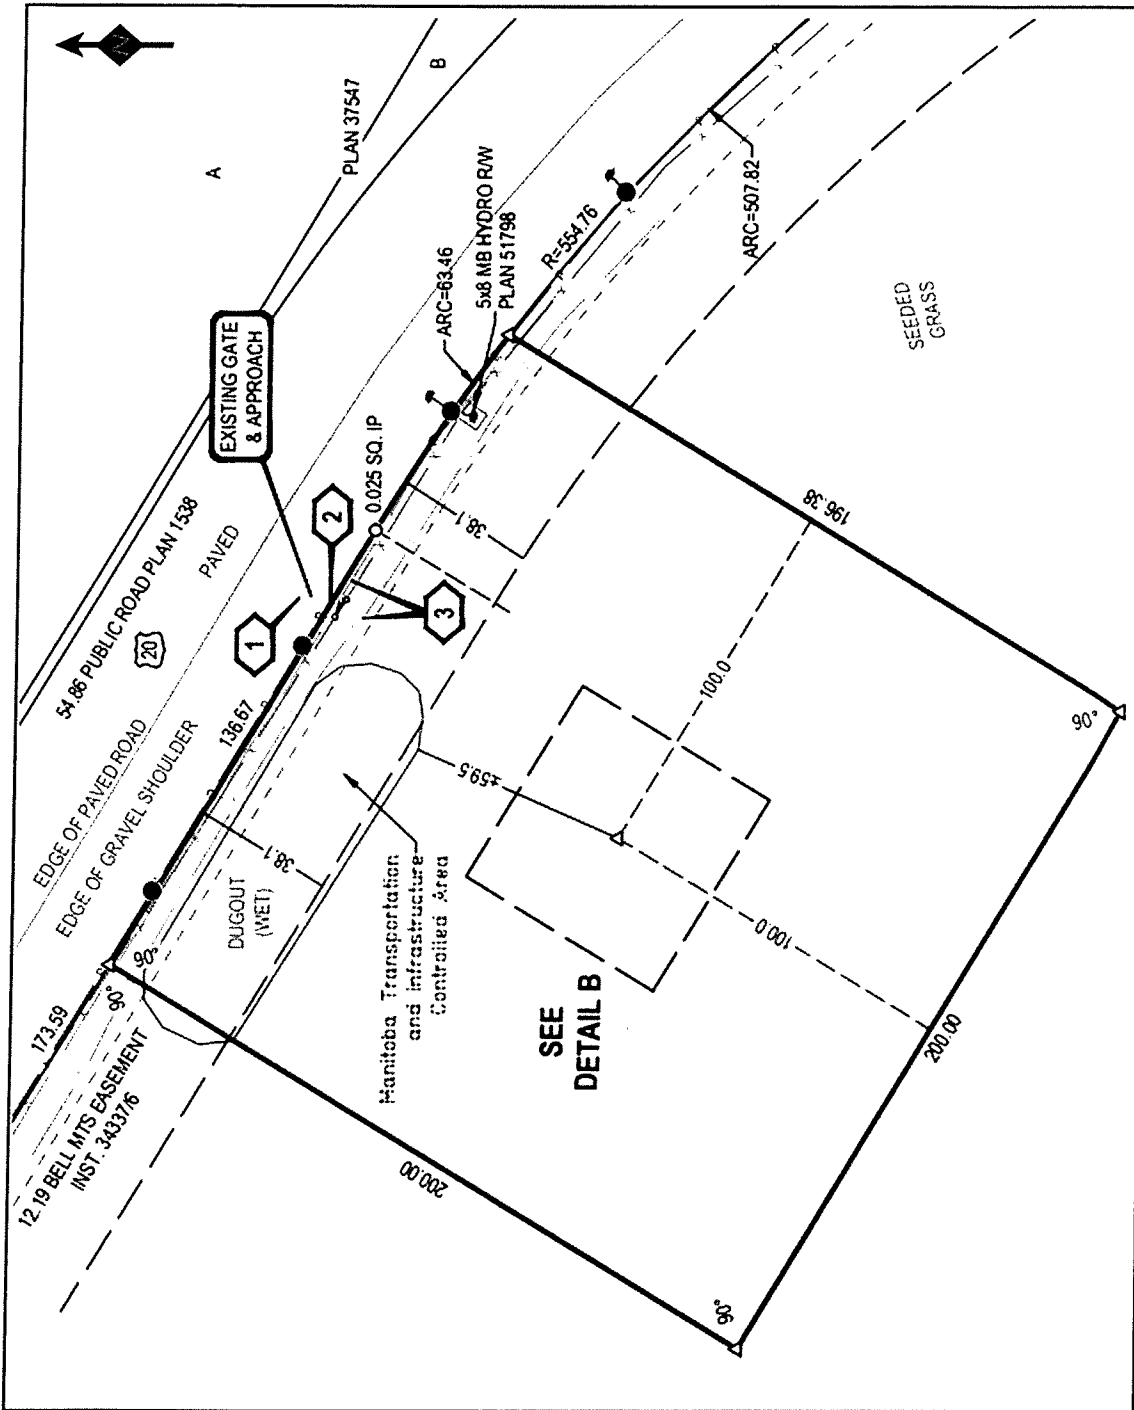 N
A
B
PLAN 37547
54.86 PUBLIC ROAD PLAN 1538
20
PAVED
EXISTING GATE
& APPROACH
EDGE OF PAVED ROAD
EDGE OF GRAVEL SHOULDER
1
2
3
0.025 SQ. IP
ARC=63.46
5x8 MB HYDRO R/W
PLAN 51798
R=554.76
ARC=507.82
136.67
173.59
38.1
38.1
12.19 BELL MTS EASEMENT
INST. 34337/6
90°
90°
DUGOUT
(WET)
Manitoba Transportation
and Infrastructure
Controlled Area
±59.5
SEEDED
GRASS
196.38
100.0
100.0
SEE
DETAIL B
200.00
200.00
90°
90°